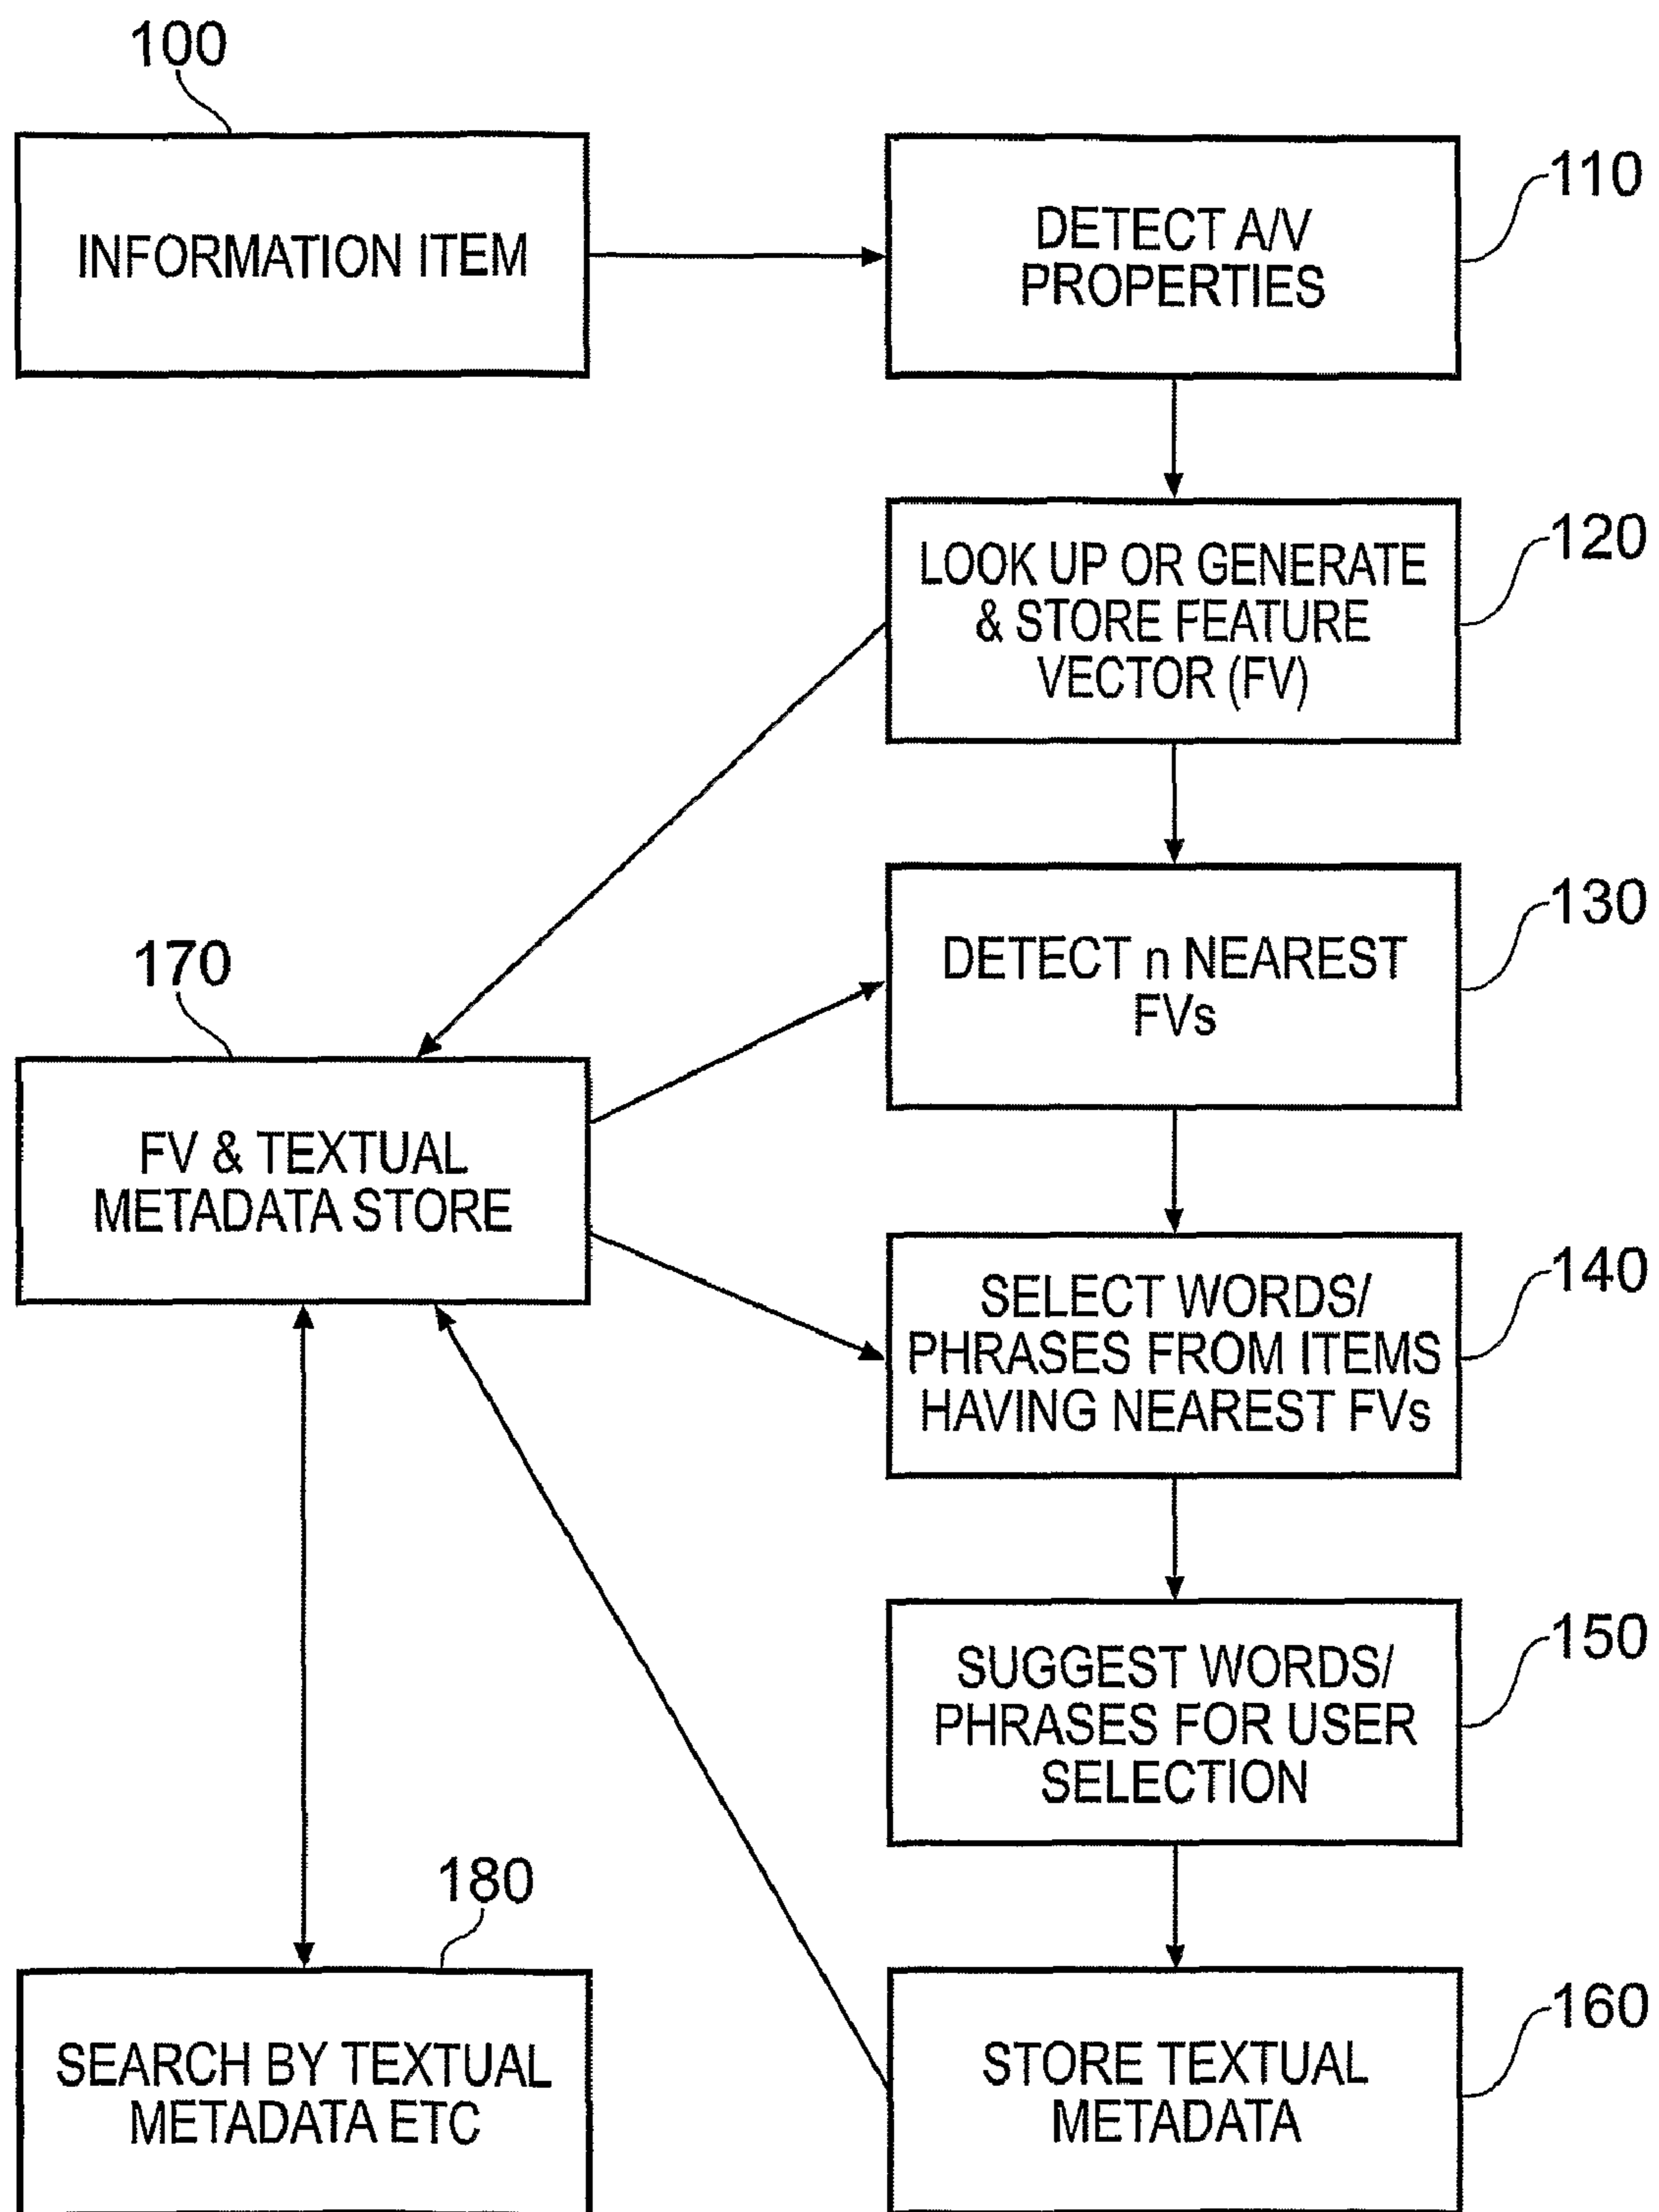 100
INFORMATION ITEM
110
DETECT A/V
PROPERTIES
120
LOOK UP OR GENERATE
& STORE FEATURE
VECTOR (FV)
130
DETECT n NEAREST
FVs
170
FV & TEXTUAL
METADATA STORE
140
SELECT WORDS/
PHRASES FROM ITEMS
HAVING NEAREST FVs
150
SUGGEST WORDS/
PHRASES FOR USER
SELECTION
180
SEARCH BY TEXTUAL
METADATA ETC
160
STORE TEXTUAL
METADATA